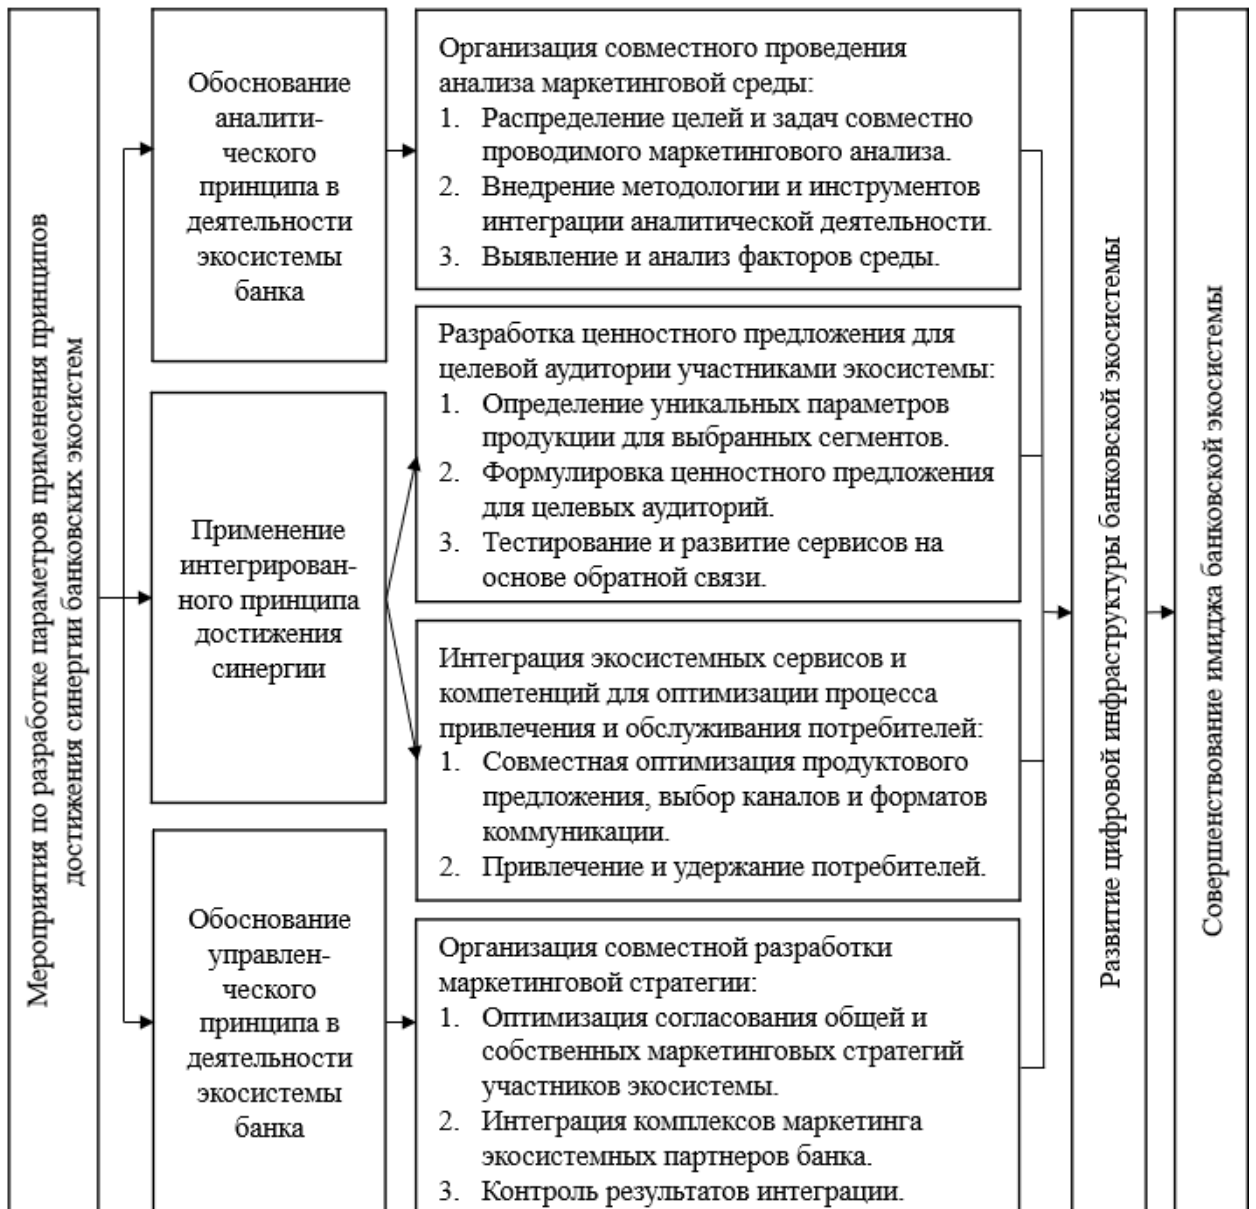 Мероприятия по разработке параметров применения принципов
достижения синергии банковских экосистем
Обоснование
аналити-
ческого
принципа в
деятельности
экосистемы
банка
Применение
интегрирован-
ного принципа
достижения
синергии
Обоснование
управлен-
ческого
принципа в
деятельности
экосистемы
банка
Организация совместного проведения
анализа маркетинговой среды:
1. Распределение целей и задач совместно
проводимого маркетингового анализа.
2. Внедрение методологии и инструментов
интеграции аналитической деятельности.
3. Выявление и анализ факторов среды.
Разработка ценностного предложения для
целевой аудитории участниками экосистемы:
1. Определение уникальных параметров
продукции для выбранных сегментов.
2. Формулировка ценностного предложения
для целевых аудиторий.
3. Тестирование и развитие сервисов на
основе обратной связи.
Интеграция экосистемных сервисов и
компетенций для оптимизации процесса
привлечения и обслуживания потребителей:
1. Совместная оптимизация продуктового
предложения, выбор каналов и форматов
коммуникации.
2. Привлечение и удержание потребителей.
Организация совместной разработки
маркетинговой стратегии:
1. Оптимизация согласования общей и
собственных маркетинговых стратегий
участников экосистемы.
2. Интеграция комплексов маркетинга
экосистемных партнеров банка.
3. Контроль результатов интеграции.
Развитие цифровой инфраструктуры банковской экосистемы
Совершенствование имиджа банковской экосистемы